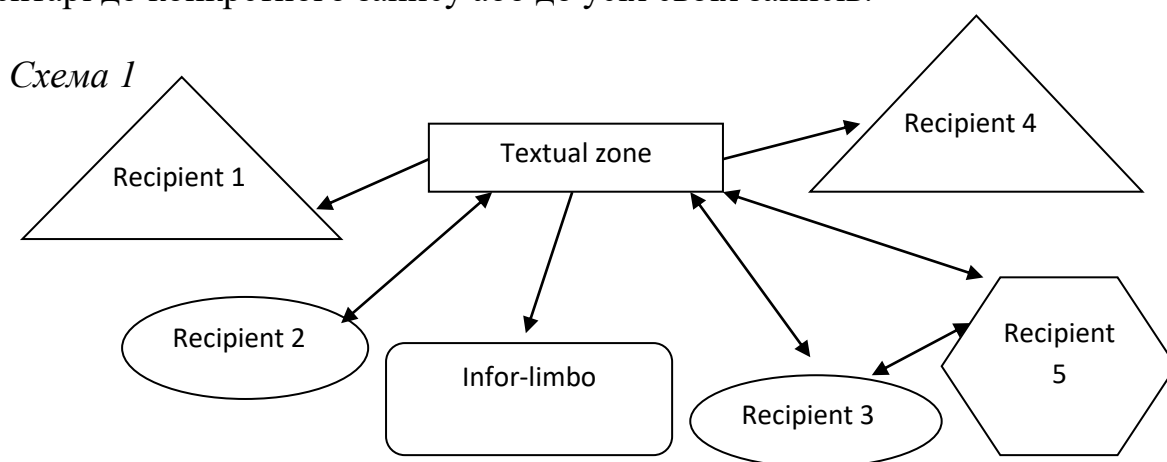 Схема 1
Recipient 4
Textual zone
Recipient 1
Recipient 2
Infor-limbo
Recipient 3
Recipient
5